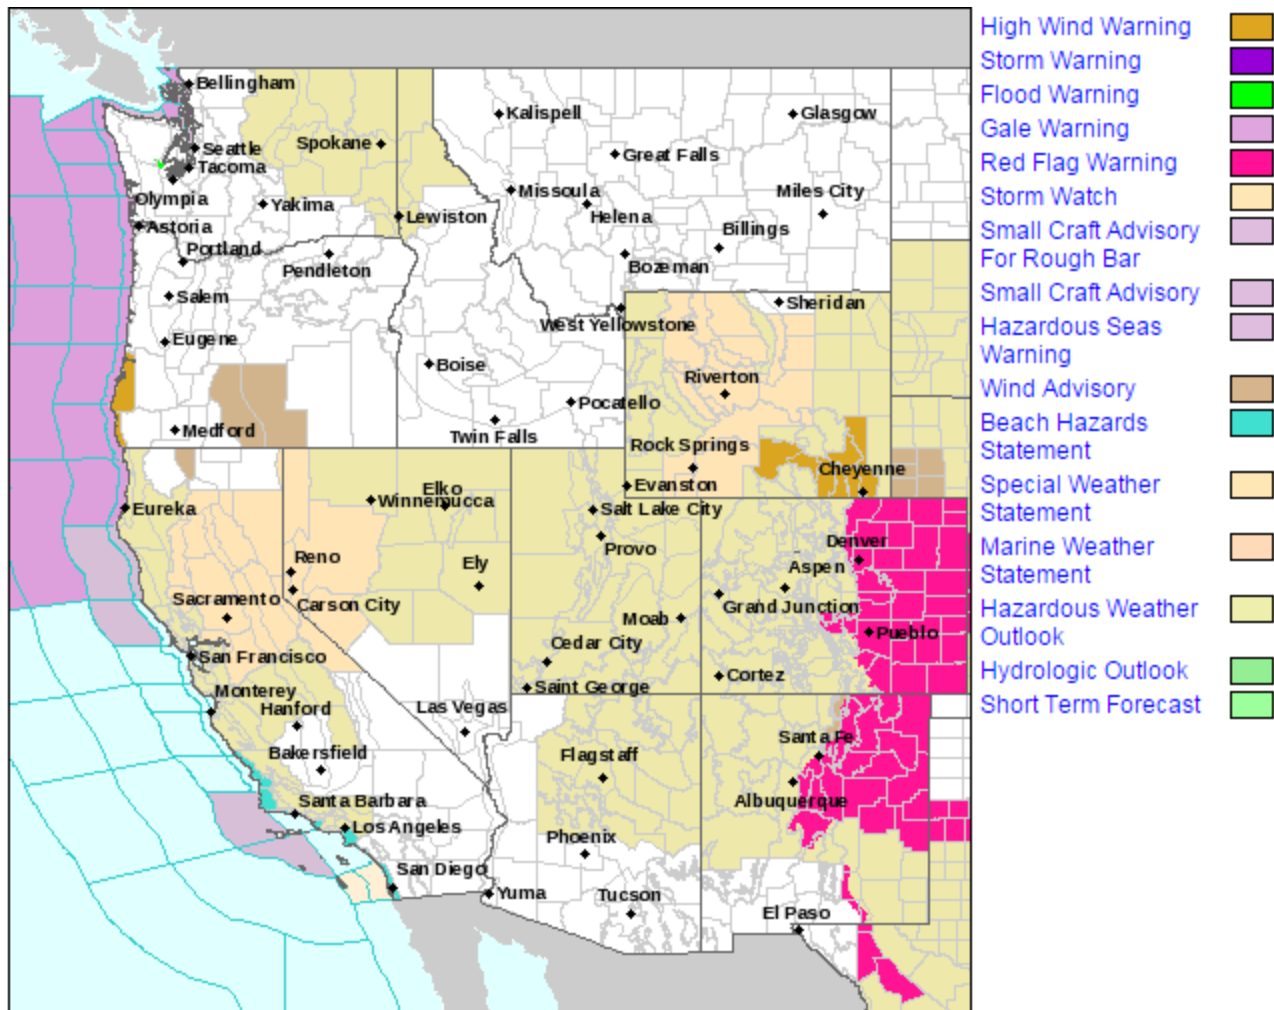 High Wind Warning
Storm Warning
Flood Warning
Gale Warning
Red Flag Warning
Storm Watch
Small Craft Advisory
For Rough Bar
Small Craft Advisory
Hazardous Seas
Warning
Wind Advisory
Beach Hazards
Statement
Special Weather
Statement
Marine Weather
Statement
Hazardous Weather
Outlook
Hydrologic Outlook
Short Term Forecast
Bellingham
Kalispell
Glasgow
Seattle
Spokane
Great Falls
Tacoma
Missoula
Miles City
Olympia
Yakima
Lewiston
Helena
Astoria
Billings
Portland
Pendleton
Bozeman
Salem
Sheridan
West Yellowstone
Eugene
Boise
Riverton
Pocatello
Medford
Twin Falls
Rock Springs
Cheyenne
Elko
Evanston
Winnemucca
Eureka
Salt Lake City
Denver
Provo
Reno
Ely
Aspen
Sacramento
Carson City
Grand Junction
Moab
Pueblo
Cedar City
San Francisco
Cortez
Saint George
Monterey
Hanford
Las Vegas
Santa Fe
Bakersfield
Flagstaff
Santa Barbara
Albuquerque
Los Angeles
Phoenix
San Diego
Yuma
Tucson
El Paso